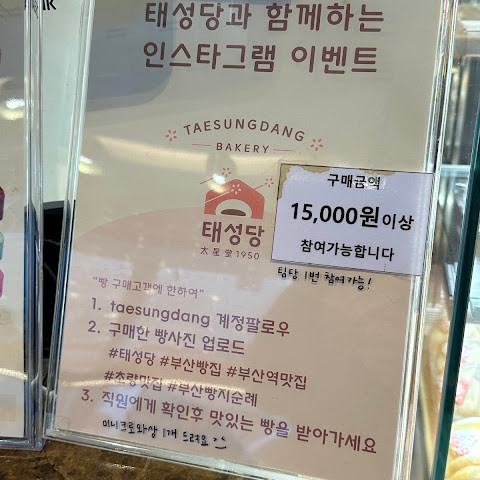 태성당과 함께하는
인스타그램 이벤트
TAESUNGDANG
BAKERY
구매금액
15,000원이상
참여가능합니다
팀당 1번 참여가능!
태성당
太星堂1950
"빵 구매고객에 한하여"
1. taesungdang 계정팔로우
2. 구매한 빵사진 업로드
#태성당 #부산빵집 #부산역맛집
#초량맛집 #부산빵지순례
3. 직원에게 확인후 맛있는 빵을 받아가세요
미니크로와상 1개 드려요